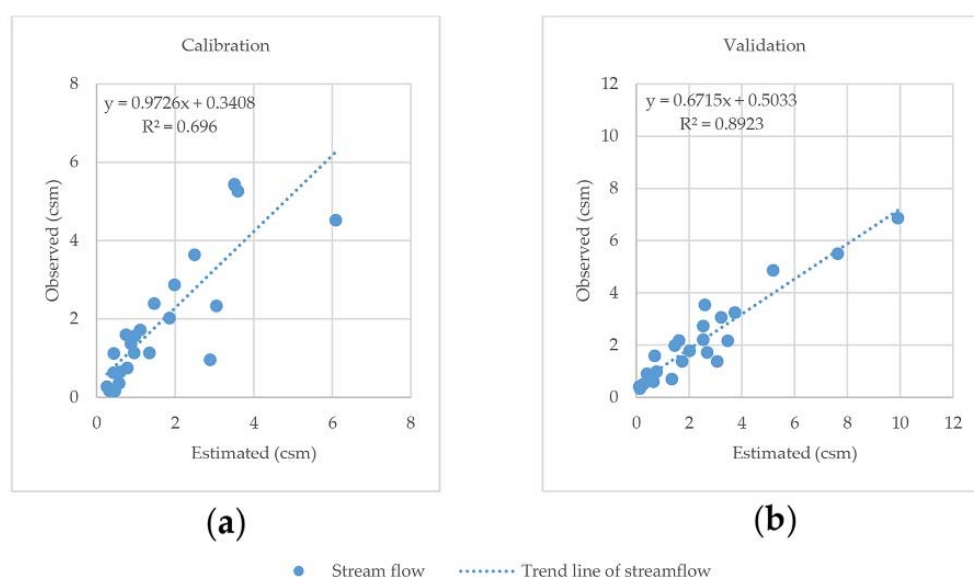 Calibration
8
y = 0.9726x + 0.3408
R² = 0.696
6
4
2
0
Observed (csm)
0 2 4 6 8
Estimated (csm)
(a)
Validation
12
y = 0.6715x + 0.5033
R² = 0.8923
10
8
6
4
2
0
Observed (csm)
0 2 4 6 8 10 12
Estimated (csm)
(b)
Stream flow Trend line of streamflow